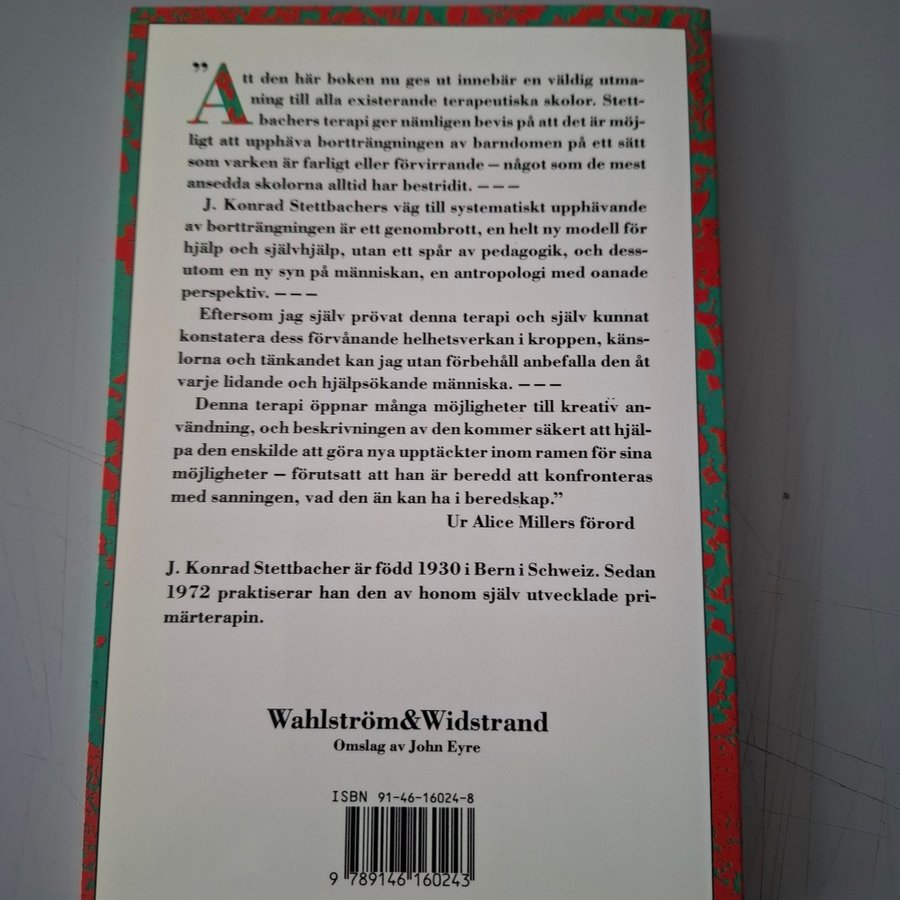 ”Att den här boken nu ges ut innebär en väldig utma-
ning till alla existerande terapeutiska skolor. Stett-
bachers terapi ger nämligen bevis på att det är möj-
ligt att upphäva bortträngningen av barndomen på ett sätt
som varken är farligt eller förvirrande – något som de mest
ansedda skolorna alltid har bestridit. – – –
J. Konrad Stettbachers väg till systematiskt upphävande
av bortträngningen är ett genombrott, en helt ny modell för
hjälp och självhjälp, utan ett spår av pedagogik, och dess-
utom en ny syn på människan, en antropologi med oanade
perspektiv. – – –
Eftersom jag själv prövat denna terapi och själv kunnat
konstatera dess förvånande helhetsverkan i kroppen, käns-
lorna och tänkandet kan jag utan förbehåll anbefalla den åt
varje lidande och hjälpsökande människa. – – –
Denna terapi öppnar många möjligheter till kreativ an-
vändning, och beskrivningen av den kommer säkert att hjäl-
pa den enskilde att göra nya upptäckter inom ramen för sina
möjligheter – förutsatt att han är beredd att konfronteras
med sanningen, vad den än kan ha i beredskap.”
Ur Alice Millers förord
J. Konrad Stettbacher är född 1930 i Bern i Schweiz. Sedan
1972 praktiserar han den av honom själv utvecklade pri-
märterapin.
Wahlström&Widstrand
Omslag av John Eyre
ISBN 91-46-16024-8
9 789146 160243